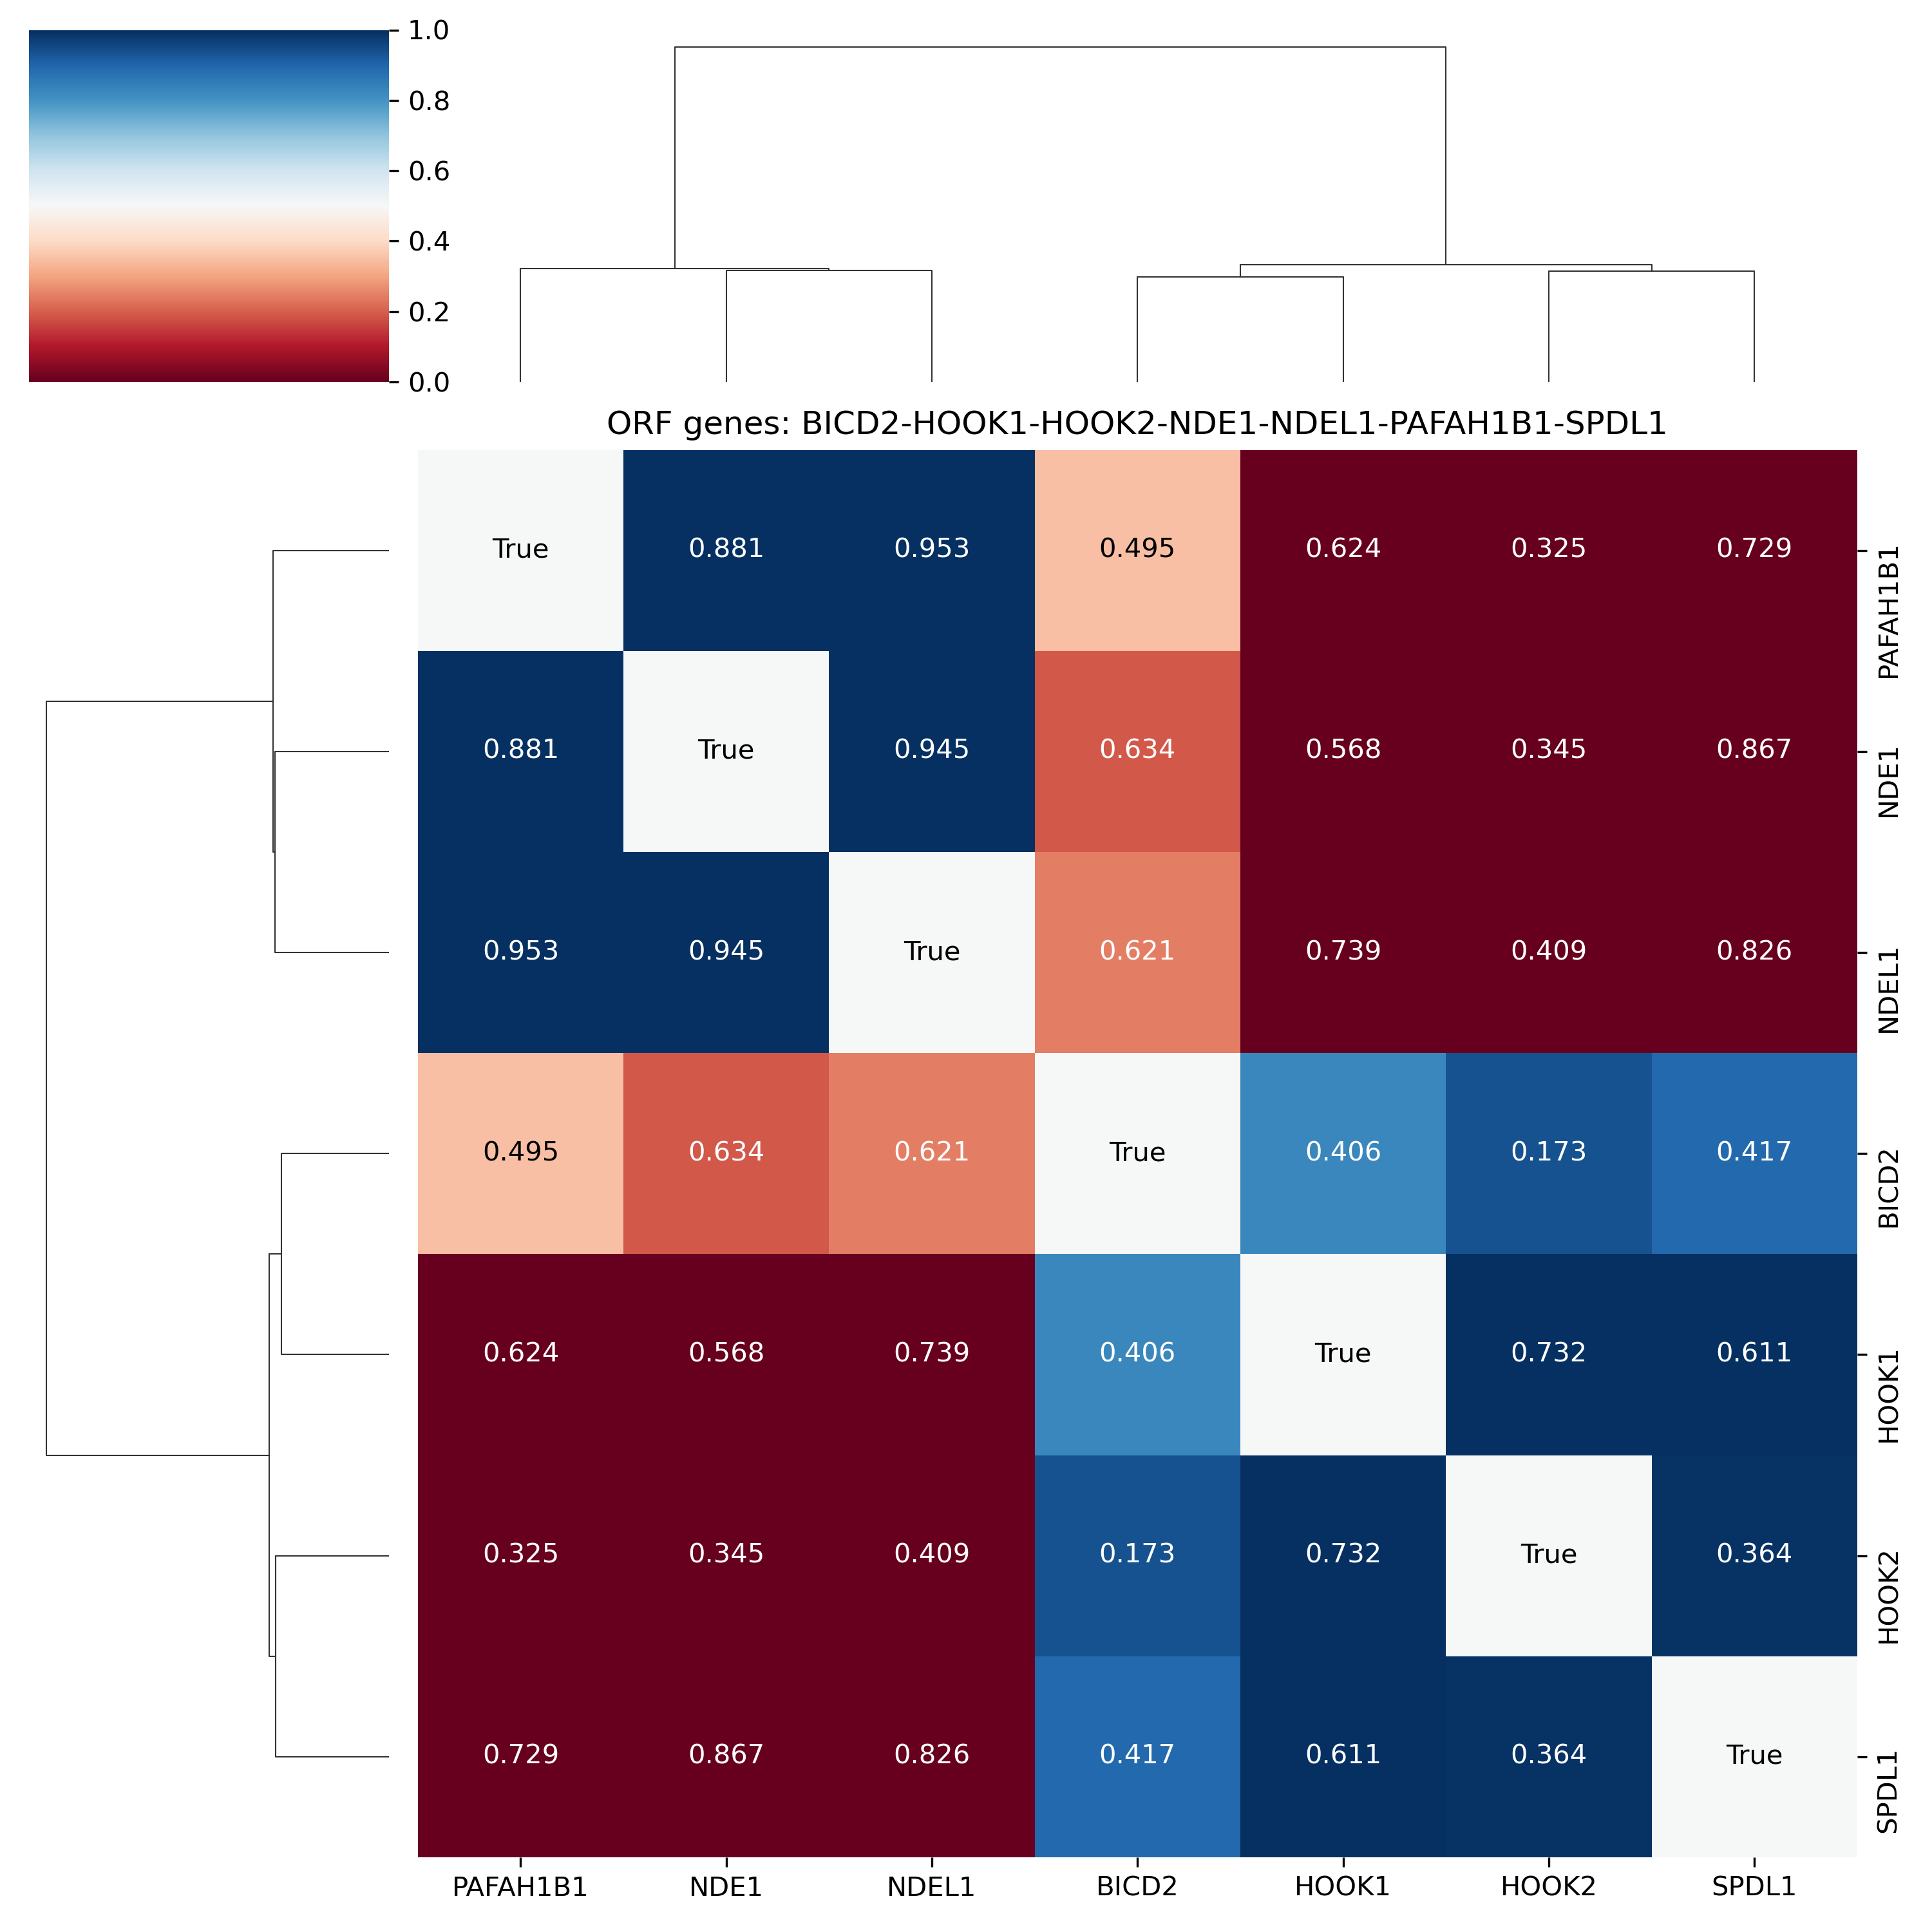 1.0
0.8
0.6
0.4
0.2
0.0
ORF genes: BICD2-HOOK1-HOOK2-NDE1-NDEL1-PAFAH1B1-SPDL1
True 0.881 0.953 0.495 0.624 0.325 0.729 PAFAH1B1
0.881 True 0.945 0.634 0.568 0.345 0.867 NDE1
0.953 0.945 True 0.621 0.739 0.409 0.826 NDEL1
0.495 0.634 0.621 True 0.406 0.173 0.417 BICD2
0.624 0.568 0.739 0.406 True 0.732 0.611 HOOK1
0.325 0.345 0.409 0.173 0.732 True 0.364 HOOK2
0.729 0.867 0.826 0.417 0.611 0.364 True SPDL1
PAFAH1B1 NDE1 NDEL1 BICD2 HOOK1 HOOK2 SPDL1